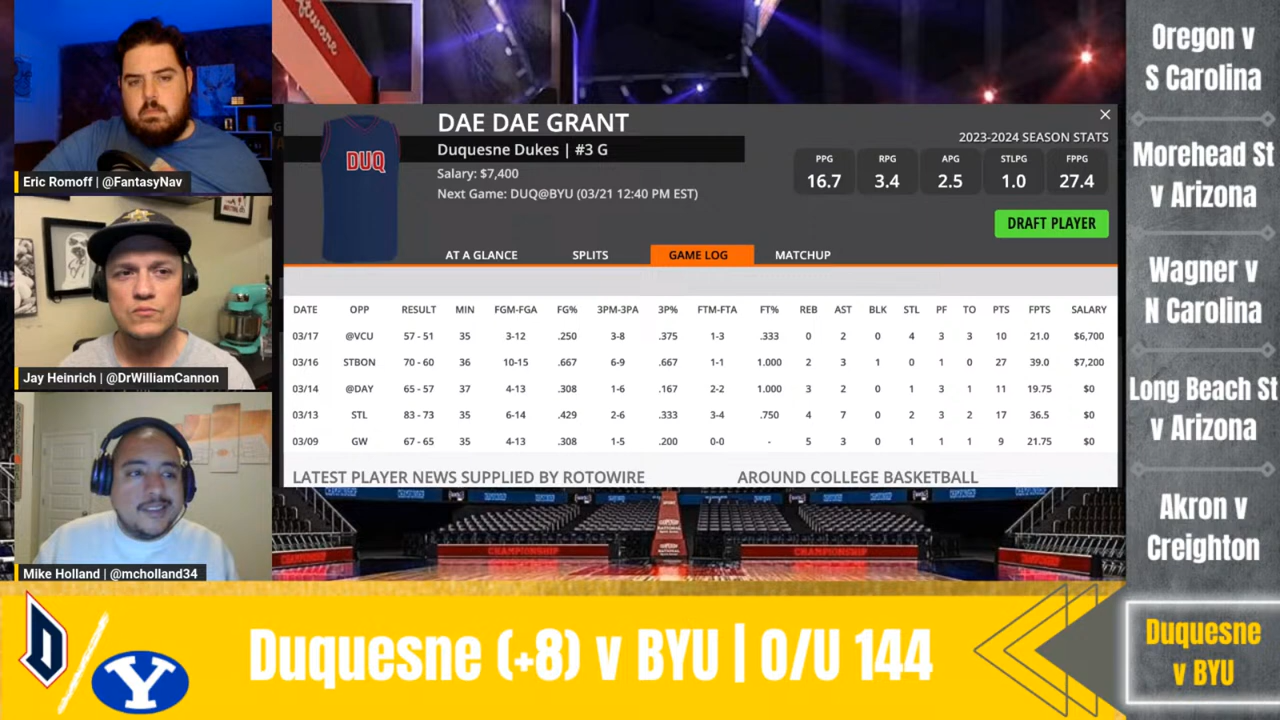 Eric Romoff | @FantasyNav
Jay Heinrich | @DrWilliamCannon
Mike Holland | @mcholland34
DUQ
DAE DAE GRANT
Duquesne Dukes | #3 G
Salary: $7,400
Next Game: DUQ@BYU (03/21 12:40 PM EST)
2023-2024 SEASON STATS
PPG RPG APG STLPG FPPG
16.7 3.4 2.5 1.0 27.4
DRAFT PLAYER
AT A GLANCE SPLITS GAME LOG MATCHUP
DATE OPP RESULT MIN FGM-FGA FG% 3PM-3PA 3P% FTM-FTA FT% REB AST BLK STL PF TO PTS FPTS SALARY
03/17 @VCU 57 - 51 35 3-12 .250 3-8 .375 1-3 .333 0 2 0 4 3 3 10 21.0 $6,700
03/16 STBON 70 - 60 36 10-15 .667 6-9 .667 1-1 1.000 2 3 1 0 1 0 27 39.0 $7,200
03/14 @DAY 65 - 57 37 4-13 .308 1-6 .167 2-2 1.000 3 2 0 1 3 1 11 19.75 $0
03/13 STL 83 - 73 35 6-14 .429 2-6 .333 3-4 .750 4 7 0 2 3 2 17 36.5 $0
03/09 GW 67 - 65 35 4-13 .308 1-5 .200 0-0 - 5 3 0 1 1 1 9 21.75 $0
LATEST PLAYER NEWS SUPPLIED BY ROTOWIRE
AROUND COLLEGE BASKETBALL
CHAMPIONSHIP
CHAMPIONSHIP
Oregon v
S Carolina
Morehead St
v Arizona
Wagner v
N Carolina
Long Beach St
v Arizona
Akron v
Creighton
Duquesne
v BYU
D
Y
Duquesne (+8) v BYU | O/U 144